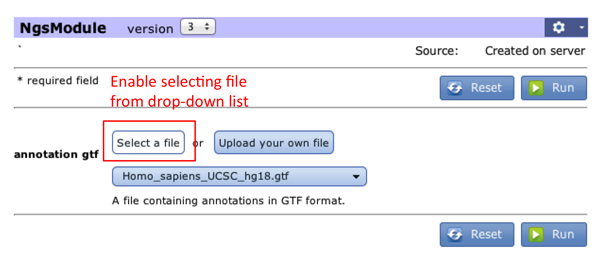 NgsModule version 3
Source: Created on server
* required field
Enable selecting file
from drop-down list
Reset Run
annotation gtf
Select a file or Upload your own file
Homo_sapiens_UCSC_hg18.gtf
A file containing annotations in GTF format.
Reset Run